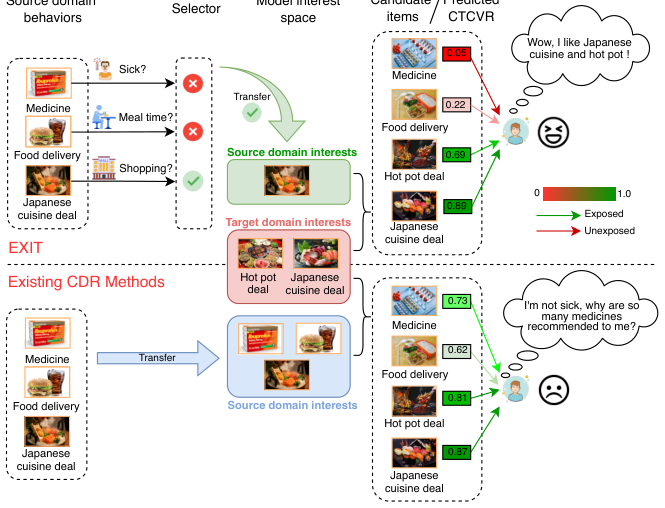 Source domain
behaviors
Selector
Model interest
space
Candidate
items
Predicted
CTCVR
Sick?
Medicine
Meal time?
Food delivery
Shopping?
Japanese
cuisine deal
EXIT
Transfer
Source domain interests
Target domain interests
Hot pot
deal
Japanese
cuisine deal
0.05
Medicine
0.22
Food delivery
0.69
Hot pot deal
0.89
Japanese
cuisine deal
Wow, I like Japanese
cuisine and hot pot !
0
1.0
Exposed
Unexposed
Existing CDR Methods
Medicine
Food delivery
Japanese
cuisine deal
Transfer
Source domain interests
0.73
Medicine
0.62
Food delivery
0.81
Hot pot deal
0.87
Japanese
cuisine deal
I'm not sick, why are so
many medicines
recommended to me?